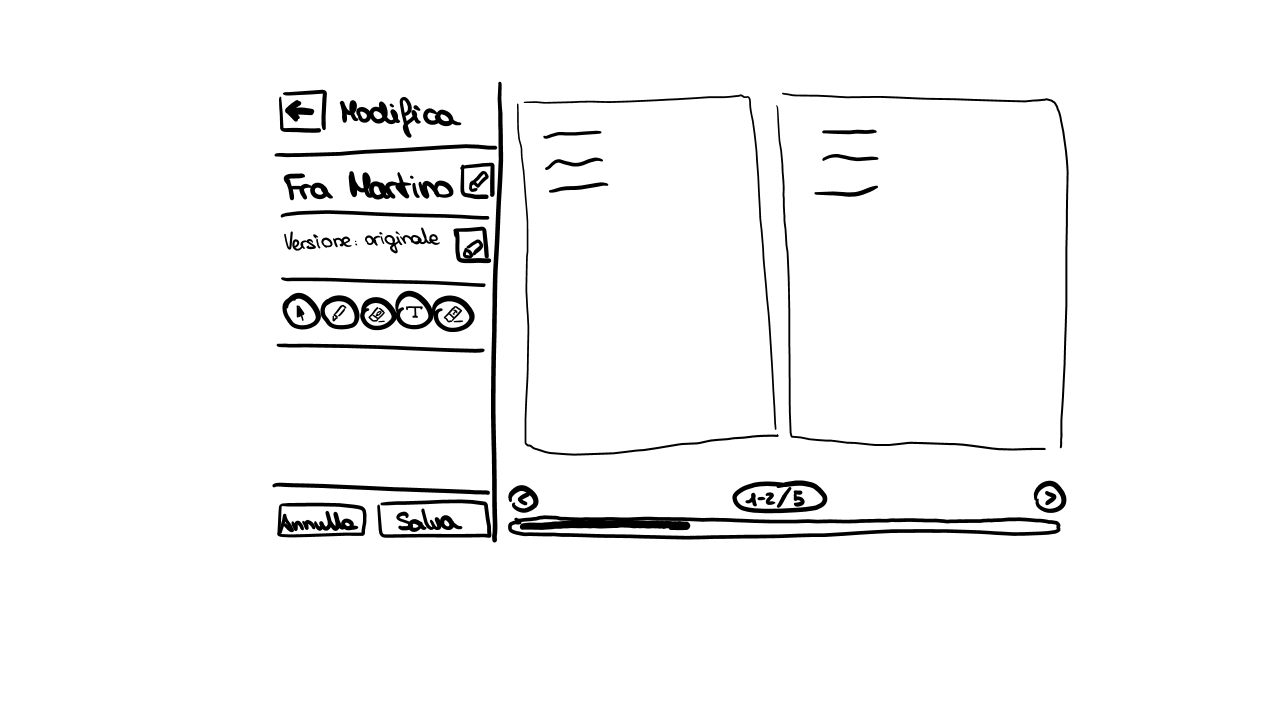 Modifica
Fra Martino
Versione: originale
T
Annulla
Salva
<
1-2/5
>